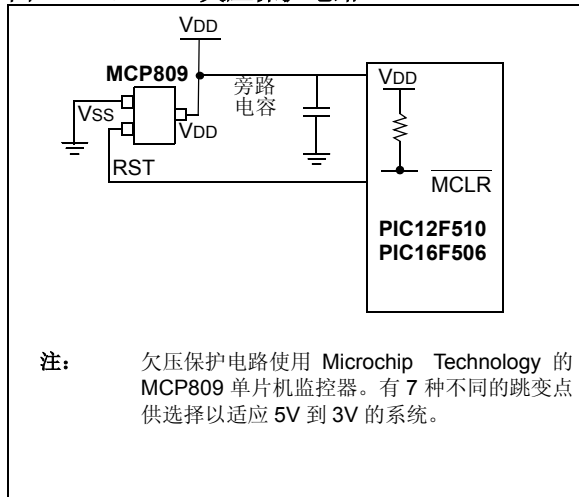 VDD
MCP809
旁路
电容
VDD
VSS
VDD
RST
MCLR
PIC12F510
PIC16F506
注： 欠压保护电路使用 Microchip Technology 的
MCP809 单片机监控器。有 7 种不同的跳变点
供选择以适应 5V 到 3V 的系统。